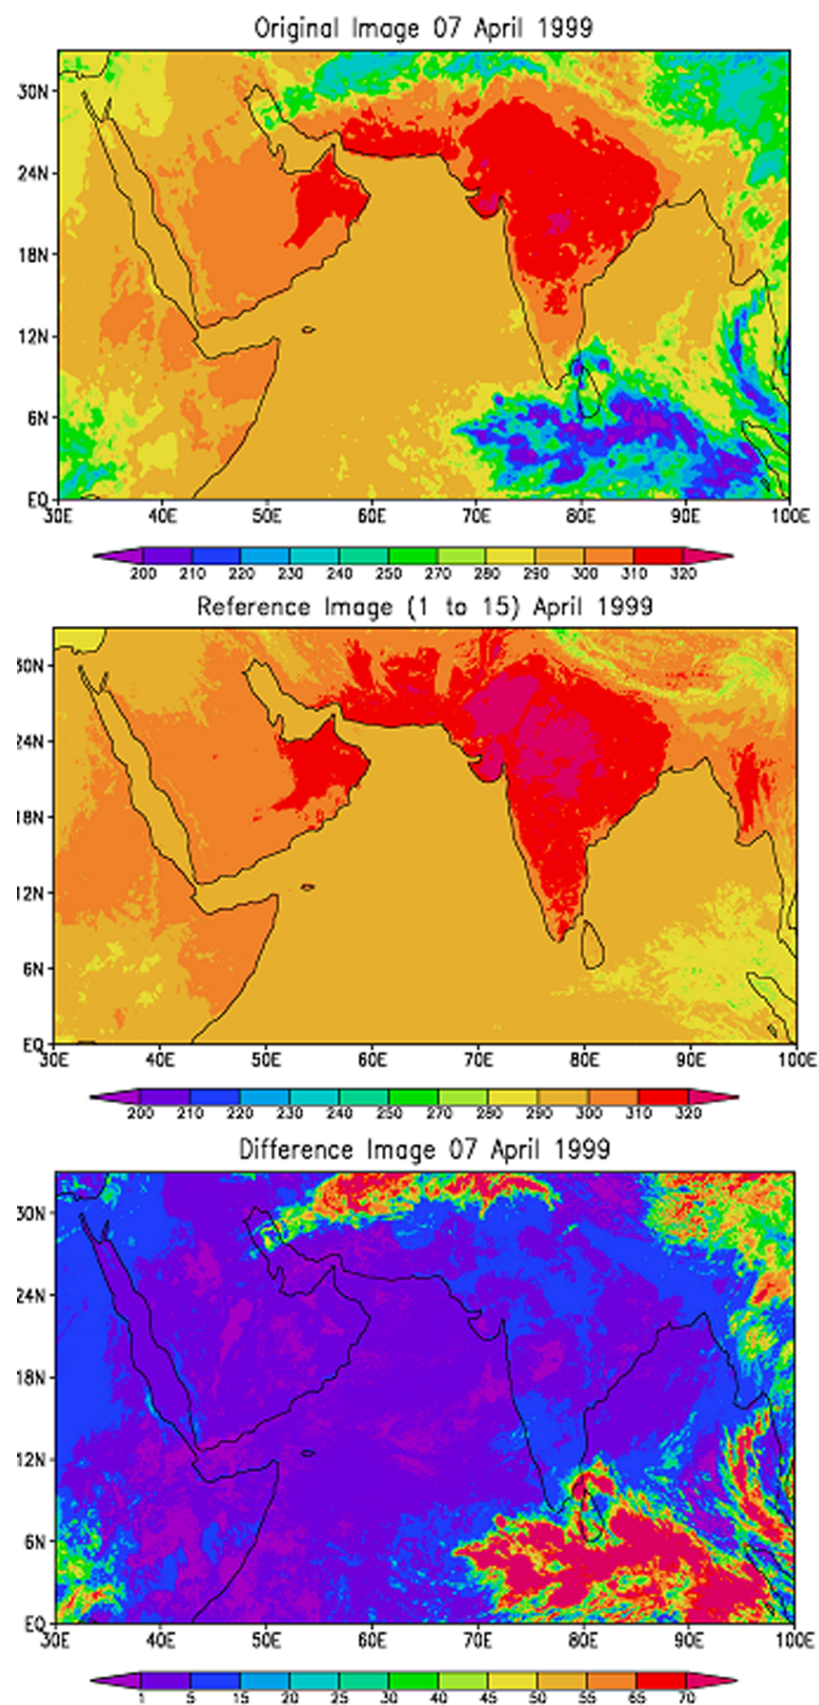 Original Image 07 April 1999
30N
24N
18N
12N
6N
EQ
30E 40E 50E 60E 70E 80E 90E 100E
200 210 220 230 240 250 270 280 290 300 310 320
Reference Image (1 to 15) April 1999
30N
24N
18N
12N
6N
EQ
30E 40E 50E 60E 70E 80E 90E 100E
200 210 220 230 240 250 270 280 290 300 310 320
Difference Image 07 April 1999
30N
24N
18N
12N
6N
EQ
30E 40E 50E 60E 70E 80E 90E 100E
1 5 15 20 25 30 40 45 50 55 65 70